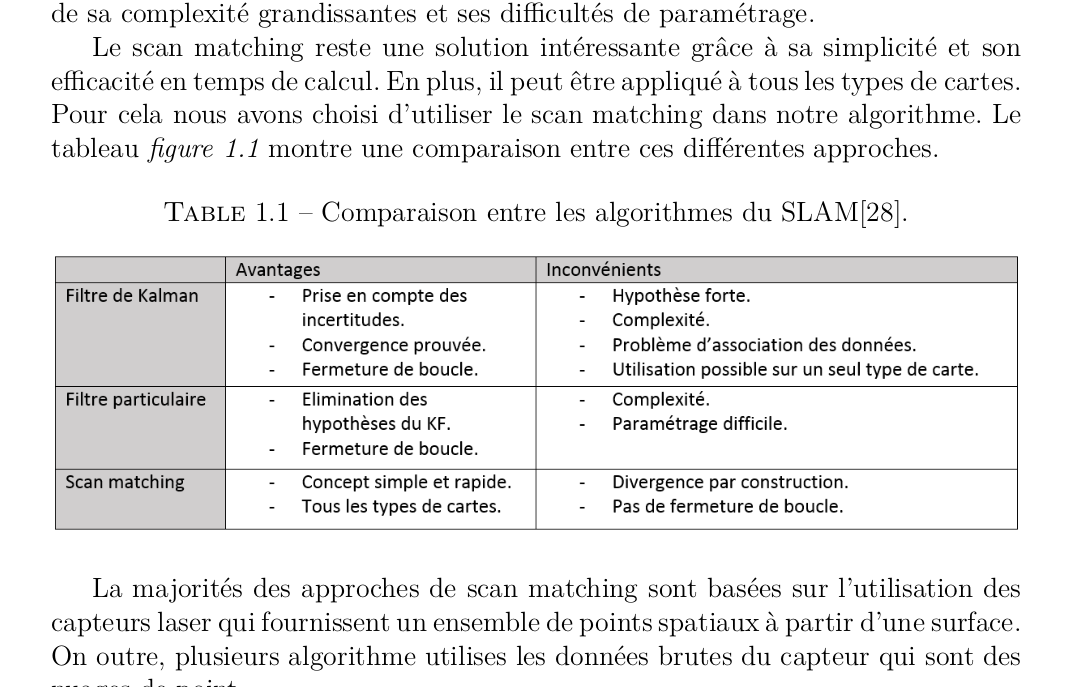 de sa complexité grandissantes et ses difficultés de paramétrage.
Le scan matching reste une solution intéressante grâce à sa simplicité et son
efficacité en temps de calcul. En plus, il peut être appliqué à tous les types de cartes.
Pour cela nous avons choisi d'utiliser le scan matching dans notre algorithme. Le
tableau figure 1.1 montre une comparaison entre ces différentes approches.
TABLE 1.1 – Comparaison entre les algorithmes du SLAM[28].
Avantages
Inconvénients
Filtre de Kalman
- Prise en compte des
incertitudes.
- Convergence prouvée.
- Fermeture de boucle.
- Hypothèse forte.
- Complexité.
- Problème d'association des données.
- Utilisation possible sur un seul type de carte.
Filtre particulaire
- Elimination des
hypothèses du KF.
- Fermeture de boucle.
- Complexité.
- Paramétrage difficile.
Scan matching
- Concept simple et rapide.
- Tous les types de cartes.
- Divergence par construction.
- Pas de fermeture de boucle.
La majorités des approches de scan matching sont basées sur l'utilisation des
capteurs laser qui fournissent un ensemble de points spatiaux à partir d'une surface.
On outre, plusieurs algorithme utilises les données brutes du capteur qui sont des